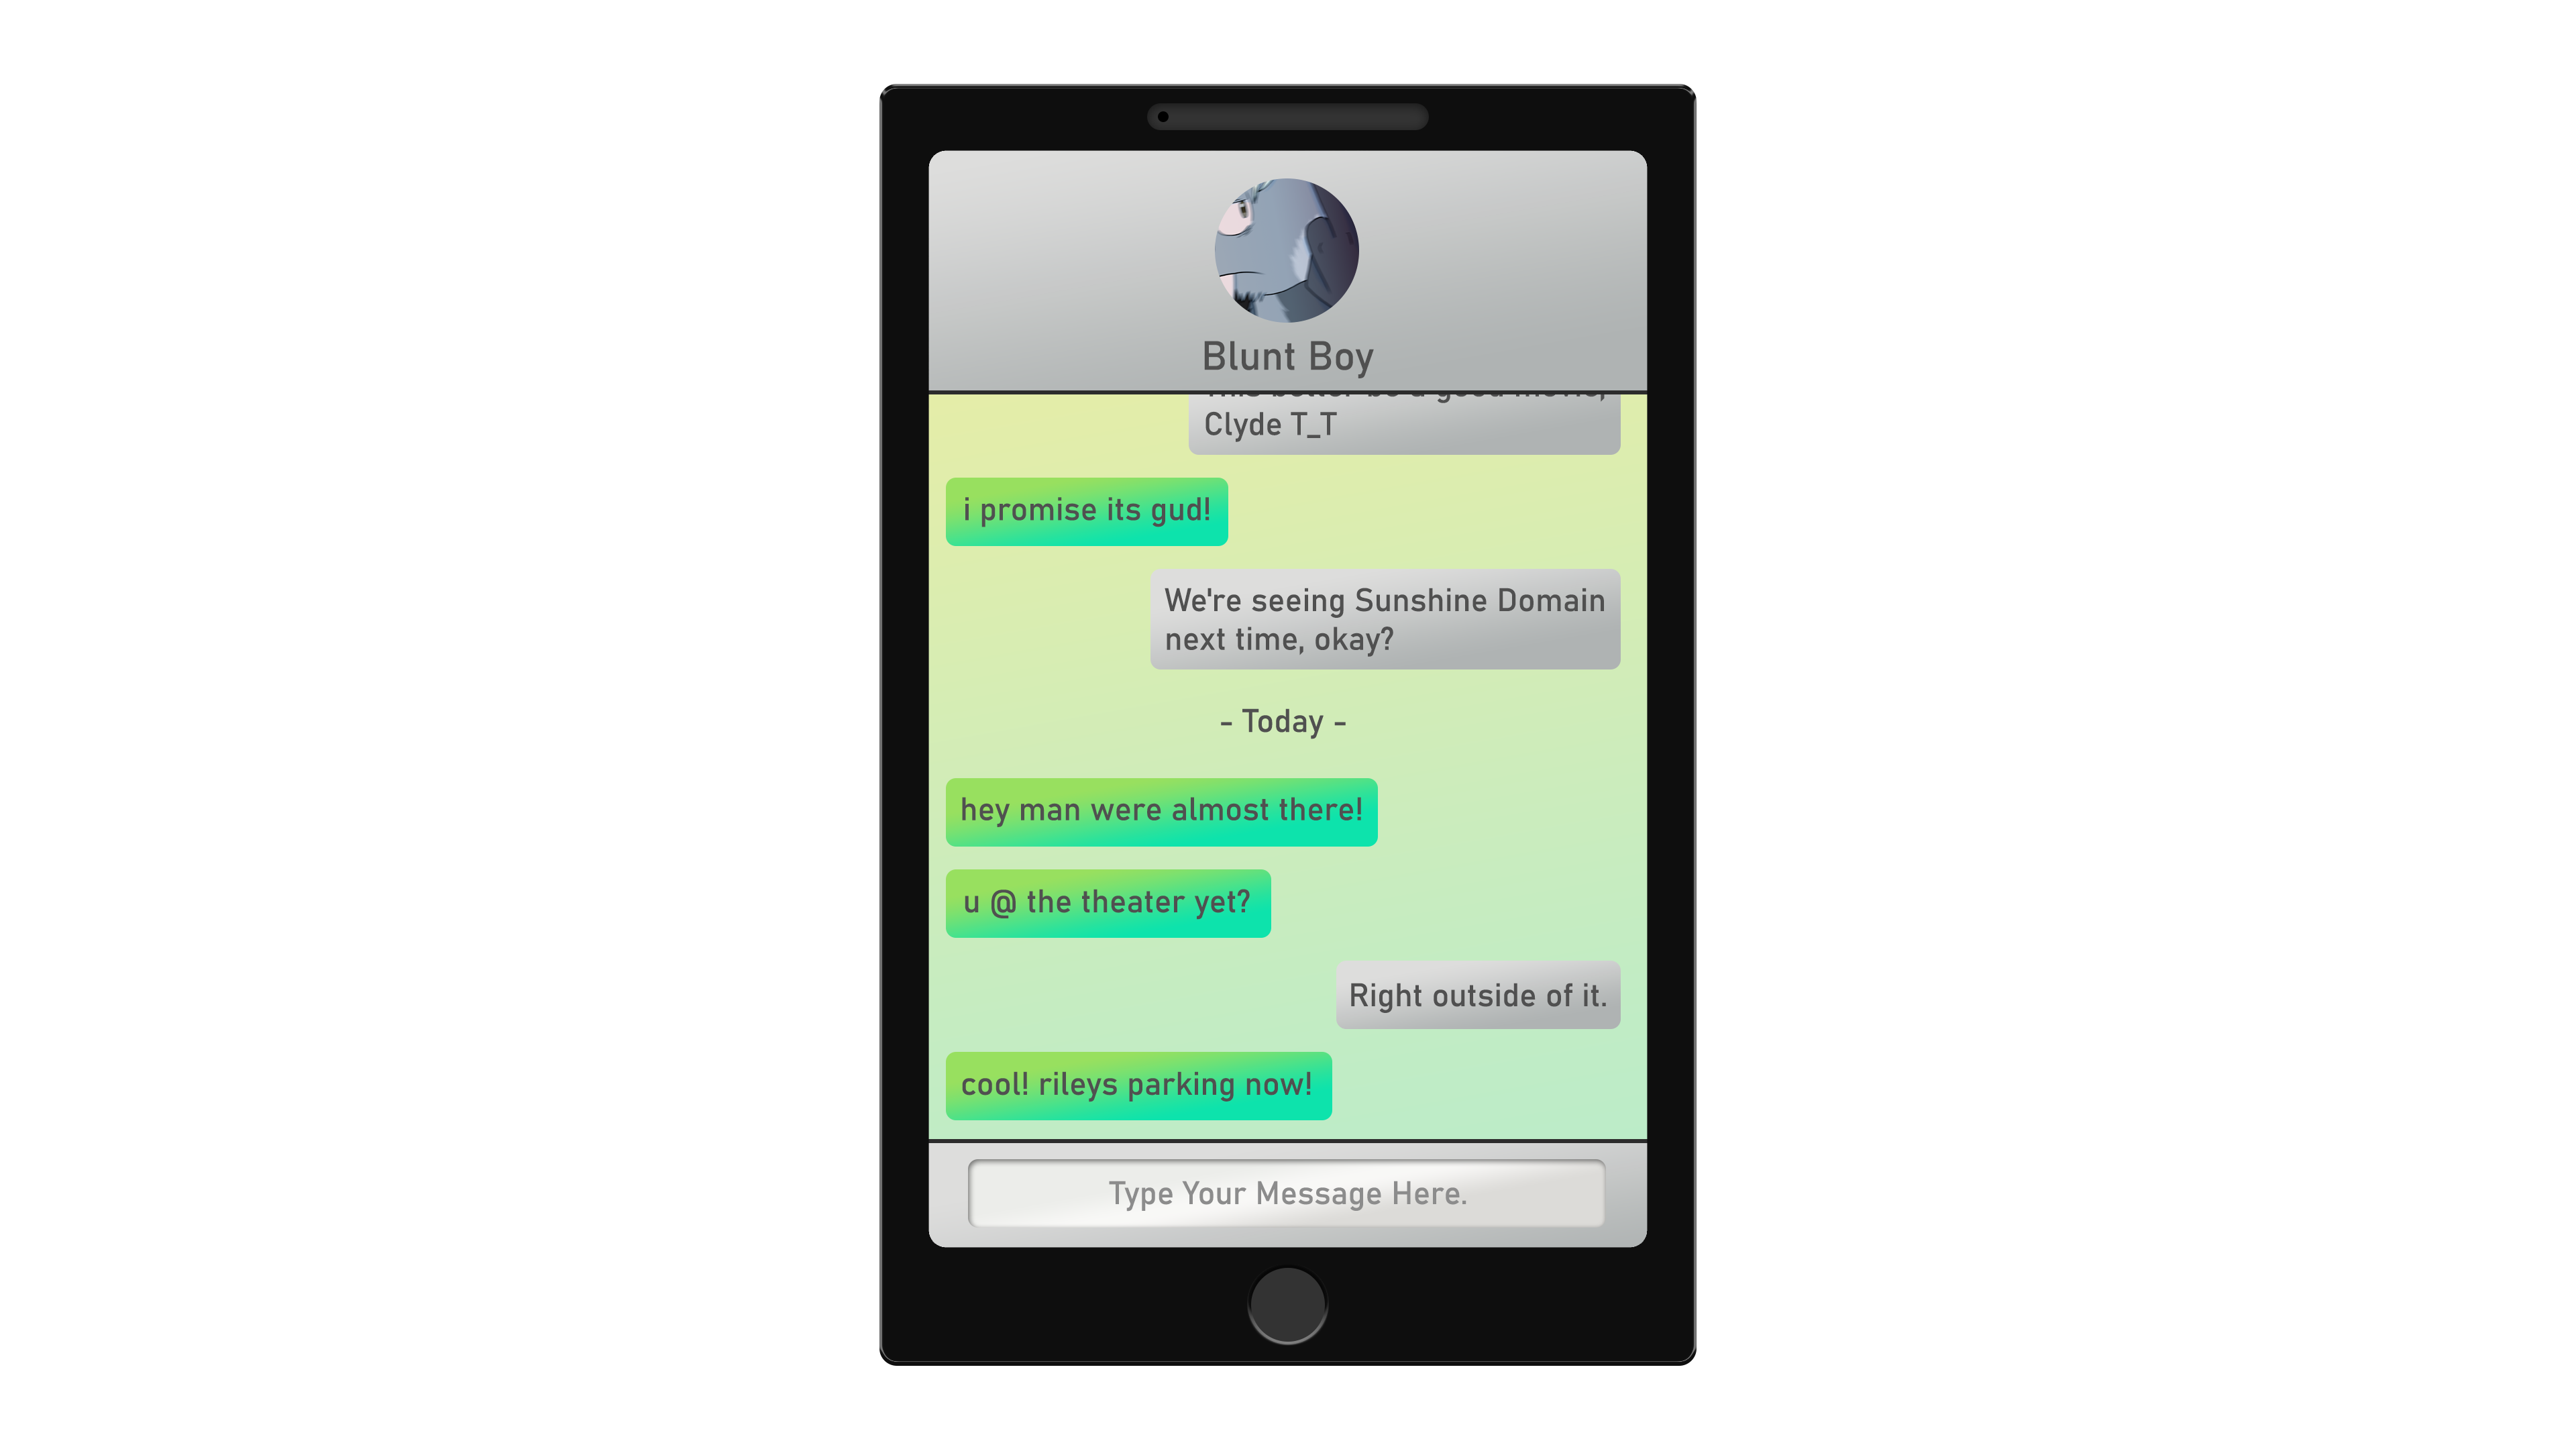 Blunt Boy
Clyde T_T
i promise its gud!
We're seeing Sunshine Domain
next time, okay?
- Today -
hey man were almost there!
u @ the theater yet?
Right outside of it.
cool! rileys parking now!
Type Your Message Here.